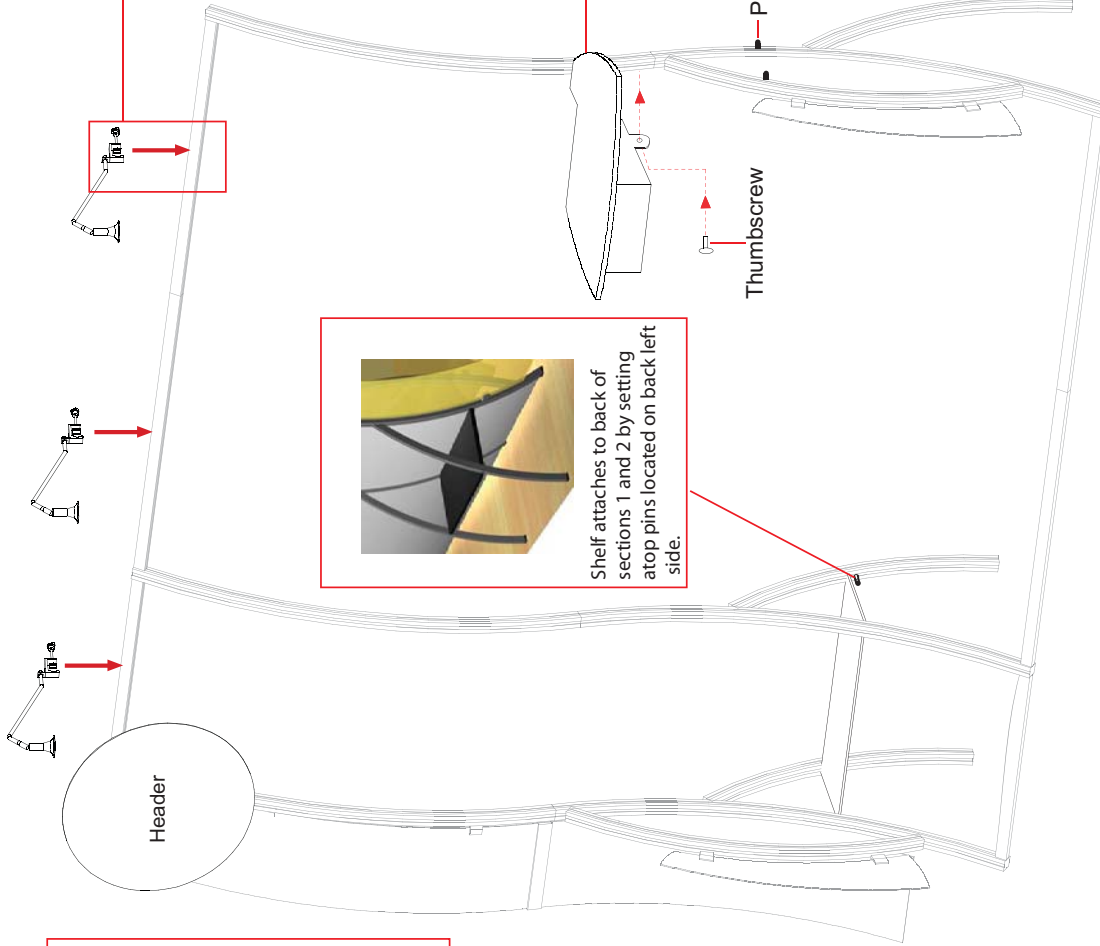 Header
Shelf attaches to back of
sections 1 and 2 by setting
atop pins located on back left
side.
Thumbscrew
P